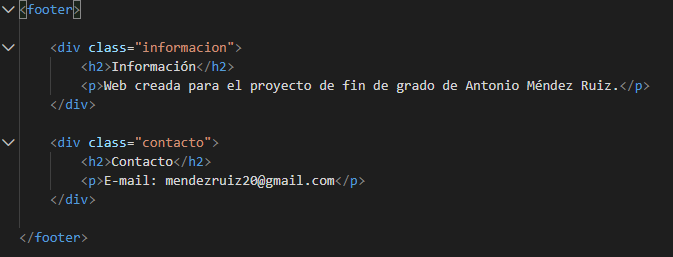 <footer>
<div class="informacion">
<h2>Información</h2>
<p>Web creada para el proyecto de fin de grado de Antonio Méndez Ruiz.</p>
</div>
<div class="contacto">
<h2>Contacto</h2>
<p>E-mail: mendezruiz20@gmail.com</p>
</div>
</footer>